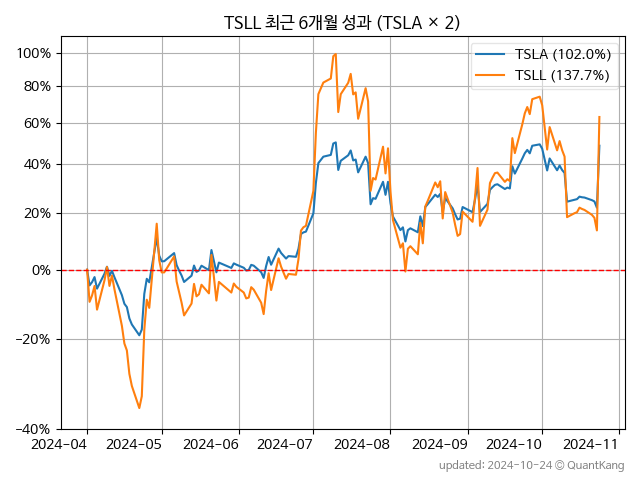 TSLL 최근 6개월 성과 (TSLA × 2)
TSLA (102.0%)
TSLL (137.7%)
100%
80%
60%
40%
20%
0%
−20%
−40%
2024-04 2024-05 2024-06 2024-07 2024-08 2024-09 2024-10 2024-11
updated: 2024-10-24 © QuantKang